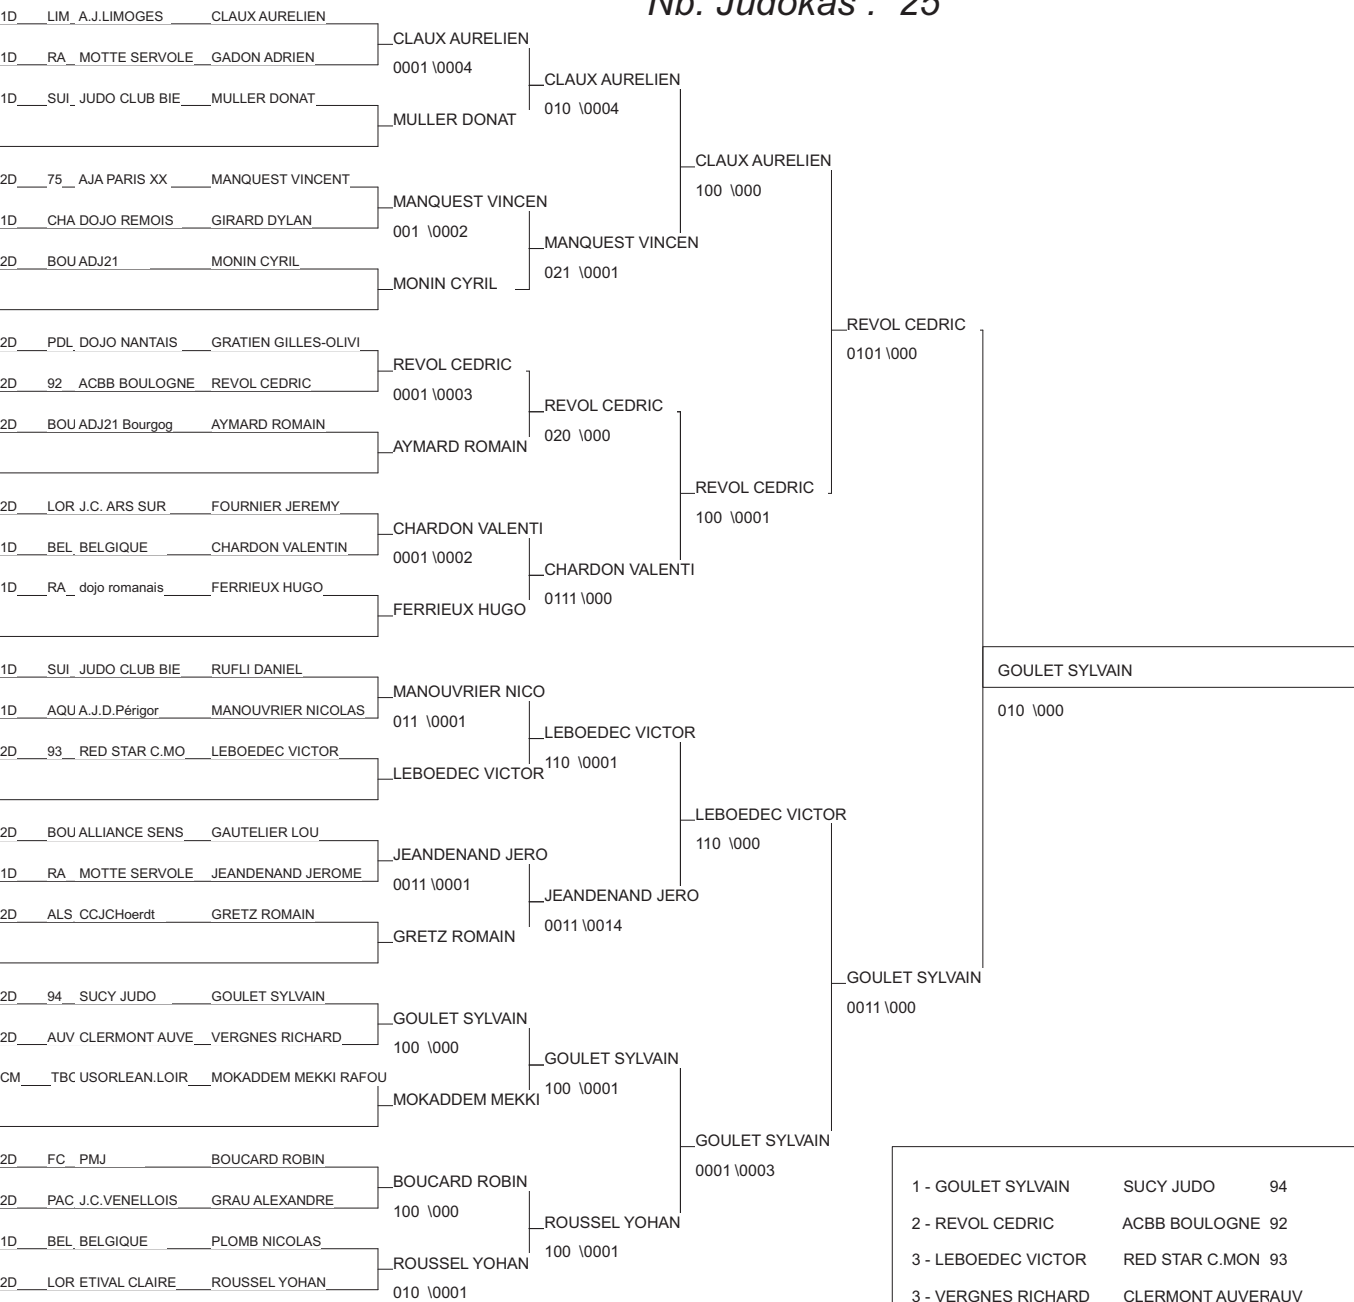 Nb. Judokas : 25
1D LIM A.J.LIMOGES CLAUX AURELIEN
CLAUX AURELIEN
1D RA MOTTE SERVOLE GADON ADRIEN
0001 \0004
CLAUX AURELIEN
1D SUI JUDO CLUB BIE MULLER DONAT
010 \0004
MULLER DONAT
CLAUX AURELIEN
2D 75 AJA PARIS XX MANQUEST VINCENT
100 \000
MANQUEST VINCEN
1D CHA DOJO REMOIS GIRARD DYLAN
001 \0002
MANQUEST VINCEN
2D BOU ADJ21 MONIN CYRIL
021 \0001
MONIN CYRIL
REVOL CEDRIC
2D PDL DOJO NANTAIS GRATIEN GILLES-OLIVI
0101 \000
REVOL CEDRIC
2D 92 ACBB BOULOGNE REVOL CEDRIC
0001 \0003
REVOL CEDRIC
2D BOU ADJ21 Bourgog AYMARD ROMAIN
020 \000
AYMARD ROMAIN
REVOL CEDRIC
2D LOR J.C. ARS SUR FOURNIER JEREMY
100 \0001
CHARDON VALENTI
1D BEL BELGIQUE CHARDON VALENTIN
0001 \0002
CHARDON VALENTI
1D RA dojo romanais FERRIEUX HUGO
0111 \000
FERRIEUX HUGO
1D SUI JUDO CLUB BIE RUFLI DANIEL
GOULET SYLVAIN
MANOUVRIER NICO
1D AQU A.J.D.Périgor MANOUVRIER NICOLAS
010 \000
011 \0001
LEBOEDEC VICTOR
2D 93 RED STAR C.MO LEBOEDEC VICTOR
110 \0001
LEBOEDEC VICTOR
LEBOEDEC VICTOR
2D BOU ALLIANCE SENS GAUTELIER LOU
110 \000
JEANDENAND JERO
1D RA MOTTE SERVOLE JEANDENAND JEROME
0011 \0001
JEANDENAND JERO
2D ALS CCJCHoerdt GRETZ ROMAIN
0011 \0014
GRETZ ROMAIN
GOULET SYLVAIN
2D 94 SUCY JUDO GOULET SYLVAIN
0011 \000
GOULET SYLVAIN
2D AUV CLERMONT AUVE VERGNES RICHARD
100 \000
GOULET SYLVAIN
CM TBC USORLEAN.LOIR MOKADDEM MEKKI RAFOU
100 \0001
MOKADDEM MEKKI
GOULET SYLVAIN
2D FC PMJ BOUCARD ROBIN
0001 \0003
BOUCARD ROBIN
1 - GOULET SYLVAIN SUCY JUDO 94
2D PAC J.C.VENELLOIS GRAU ALEXANDRE
100 \000
ROUSSEL YOHAN
2 - REVOL CEDRIC ACBB BOULOGNE 92
1D BEL BELGIQUE PLOMB NICOLAS
100 \0001
ROUSSEL YOHAN
3 - LEBOEDEC VICTOR RED STAR C.MON 93
2D LOR ETIVAL CLAIRE ROUSSEL YOHAN
010 \0001
3 - VERGNES RICHARD CLERMONT AUVERAUV